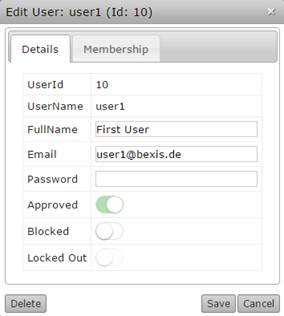 Edit User: user1 (Id: 10) ×
Details Membership
UserId 10
UserName user1
FullName First User
Email user1@bexis.de
Password
Approved
Blocked
Locked Out
Delete Save Cancel